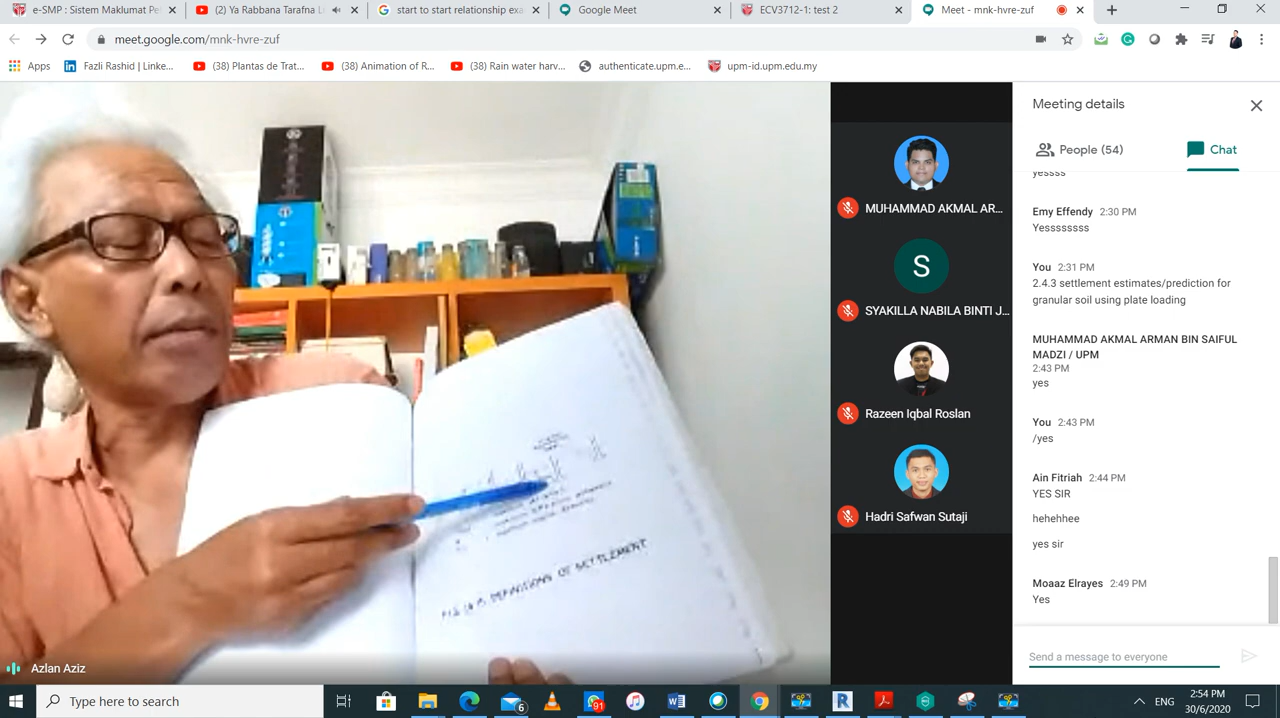 e-SMP : Sistem Maklumat Pel
(2) Ya Rabbana Tarafna Li
start to start relationship exa
Google Meet
ECV3712-1: test 2
Meet - mnk-hvre-zuf
meet.google.com/mnk-hvre-zuf
Apps
Fazli Rashid | Linke...
(38) Plantas de Trat...
(38) Animation of R...
(38) Rain water harv...
authenticate.upm.e...
upm-id.upm.edu.my
DEFINITIONS OF SETTLEMENT
Azlan Aziz
MUHAMMAD AKMAL AR...
S
SYAKILLA NABILA BINTI J...
Razeen Iqbal Roslan
Hadri Safwan Sutaji
Meeting details
People (54)
Chat
yessss
Emy Effendy 2:30 PM
Yessssssss
You 2:31 PM
2.4.3 settlement estimates/prediction for
granular soil using plate loading
MUHAMMAD AKMAL ARMAN BIN SAIFUL
MADZI / UPM
2:43 PM
yes
You 2:43 PM
/yes
Ain Fitriah 2:44 PM
YES SIR
hehehhee
yes sir
Moaaz Elrayes 2:49 PM
Yes
Send a message to everyone
Type here to search
6
91
ENG
2:54 PM
30/6/2020